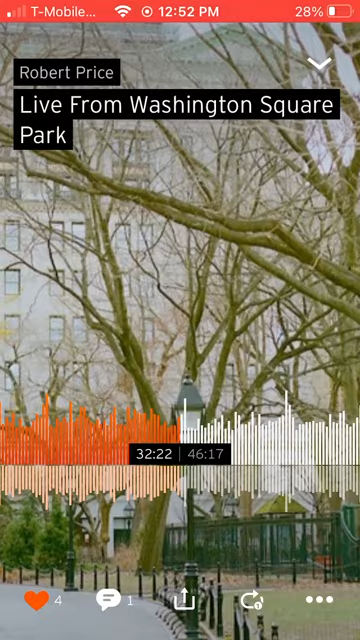 T-Mobile... 12:52 PM 28%
Robert Price
Live From Washington Square
Park
32:22 | 46:17
4 1